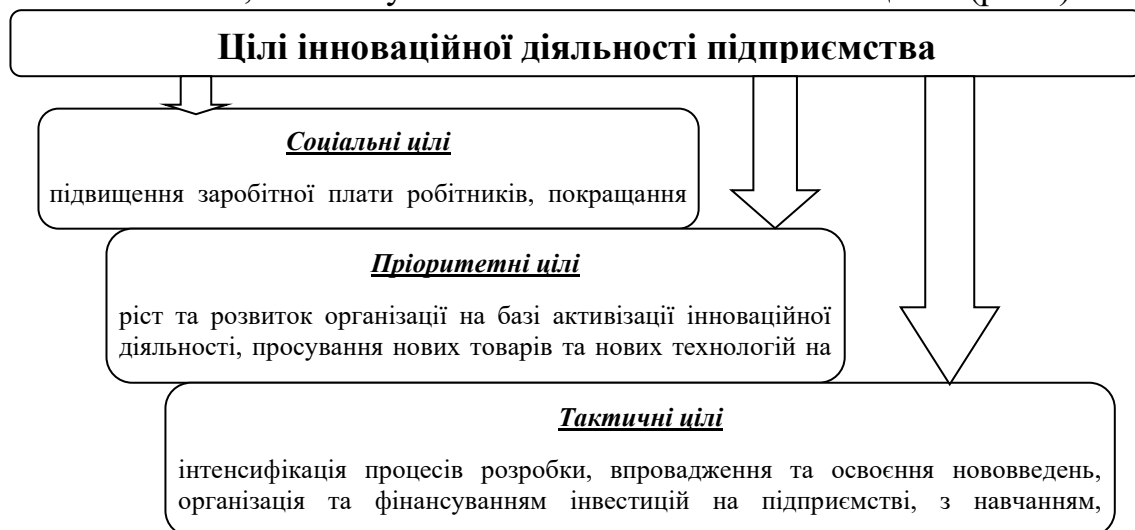 Цілі інноваційної діяльності підприємства
Соціальні цілі
підвищення заробітної плати робітників, покращання
Пріоритетні цілі
ріст та розвиток організації на базі активізації інноваційної
діяльності, просування нових товарів та нових технологій на
Тактичні цілі
інтенсифікація процесів розробки, впровадження та освоєння нововведень,
організація та фінансуванням інвестицій на підприємстві, з навчанням,